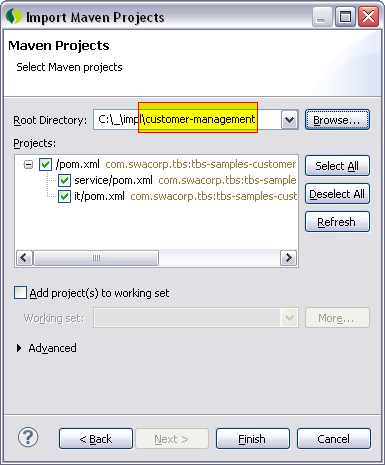 Import Maven Projects
Maven Projects
Select Maven projects
Root Directory: C:\_\impl\customer-management Browse...
Projects:
/pom.xml com.swacorp.tbs:tbs-samples-customer
service/pom.xml com.swacorp.tbs:tbs-sample
it/pom.xml com.swacorp.tbs:tbs-samples-cust
Select All
Deselect All
Refresh
Add project(s) to working set
Working set: More...
Advanced
? < Back Next > Finish Cancel